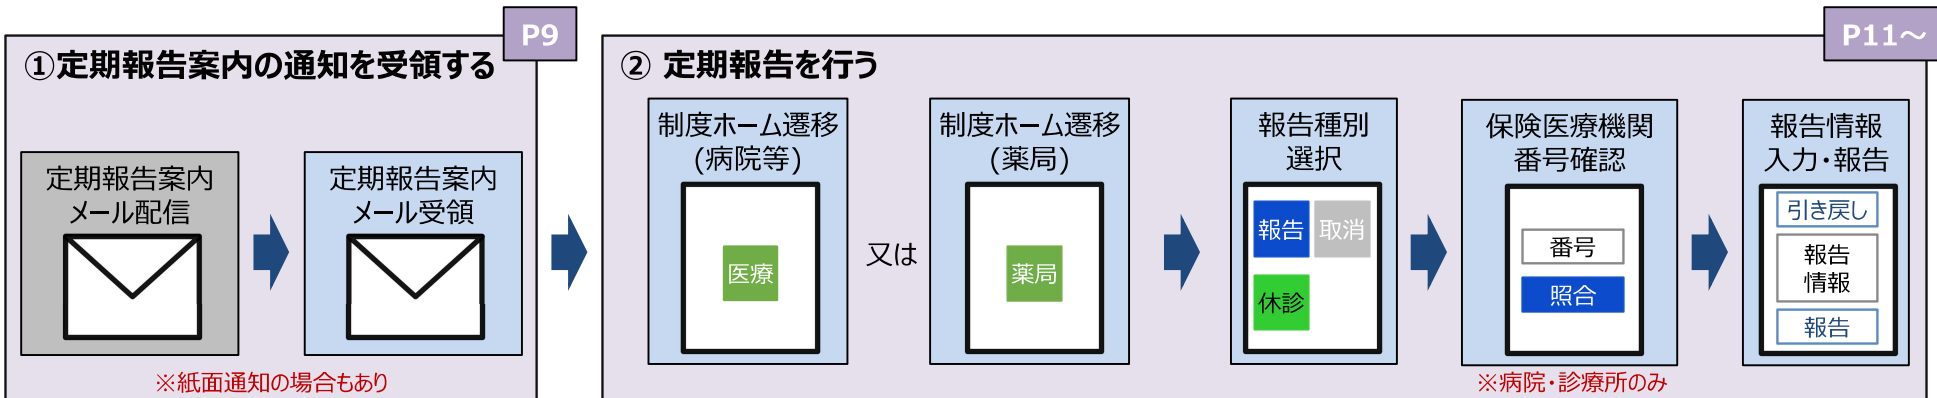 P9
①定期報告案内の通知を受領する
定期報告案内
メール配信
定期報告案内
メール受領
※紙面通知の場合もあり
P11～
② 定期報告を行う
制度ホーム遷移
(病院等)
医療
又は
制度ホーム遷移
(薬局)
薬局
報告種別
選択
報告 取消
休診
保険医療機関
番号確認
番号
照合
※病院・診療所のみ
報告情報
入力・報告
引き戻し
報告
情報
報告